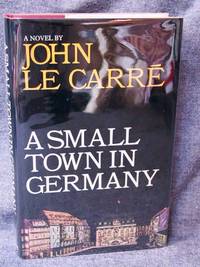 A NOVEL BY
JOHN
LE CARRÉ
A SMALL
TOWN IN
GERMANY